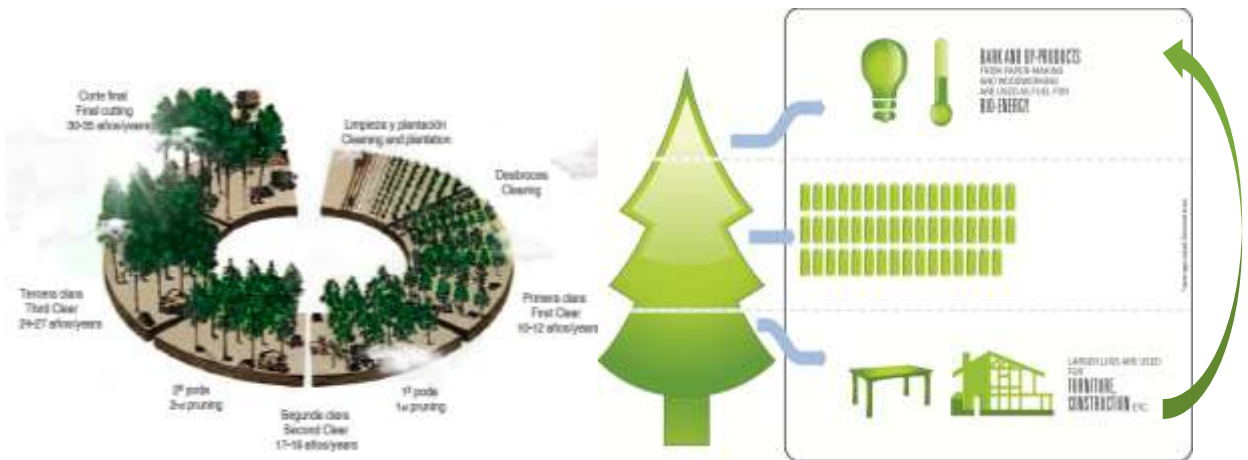 Corte final
Final cutting
30-35 años/years
Limpieza y plantación
Cleaning and plantation
Desbroces
Clearing
Tercera clara
Third Clear
24-27 años/years
Primera clara
First Clear
10-12 años/years
2ª poda
2nd pruning
1ª poda
1st pruning
Segunda clara
Second Clear
17-19 años/years
BARK AND BY-PRODUCTS
FROM PAPER-MAKING
AND WOODWORKING
ARE USED AS FUEL FOR
BIO-ENERGY
LARGER LOGS ARE USED
FOR
FURNITURE,
CONSTRUCTION ETC.